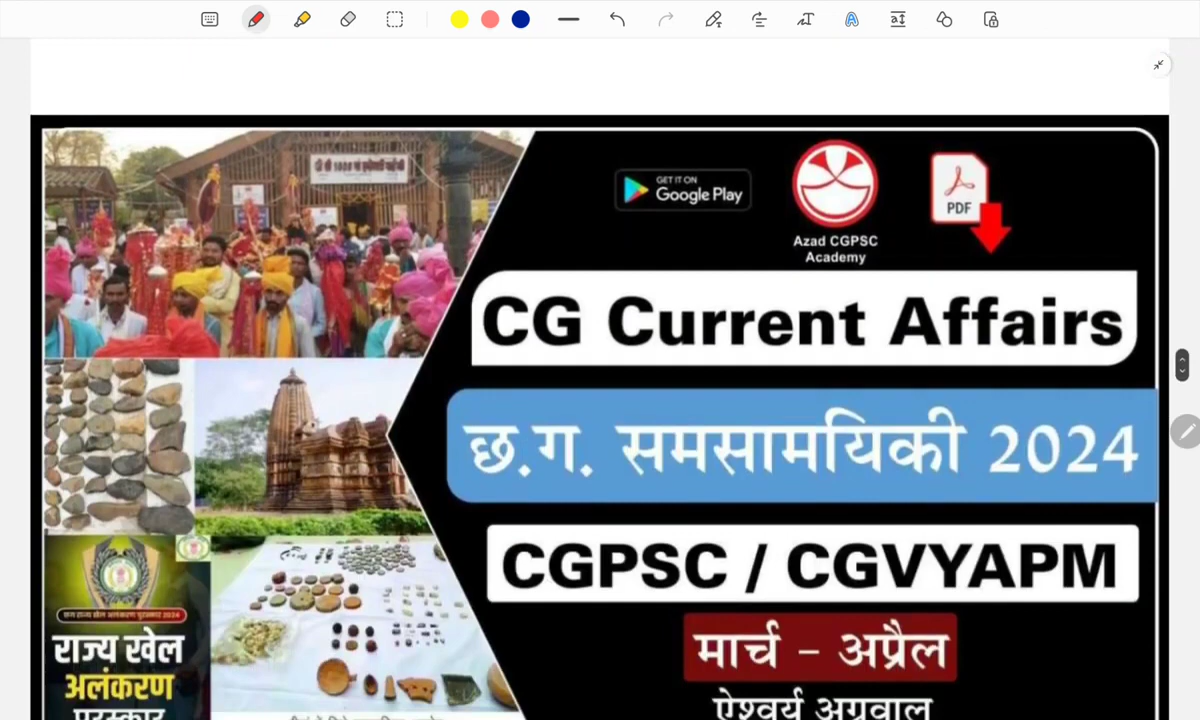 GET IT ON
Google Play
PDF
Azad CGPSC
Academy
CG Current Affairs
छ.ग. समसामयिकी 2024
CGPSC / CGVYAPM
मार्च - अप्रैल
ऐश्वर्य अग्रवाल
राज्य खेल
अलंकरण
पुरस्कार